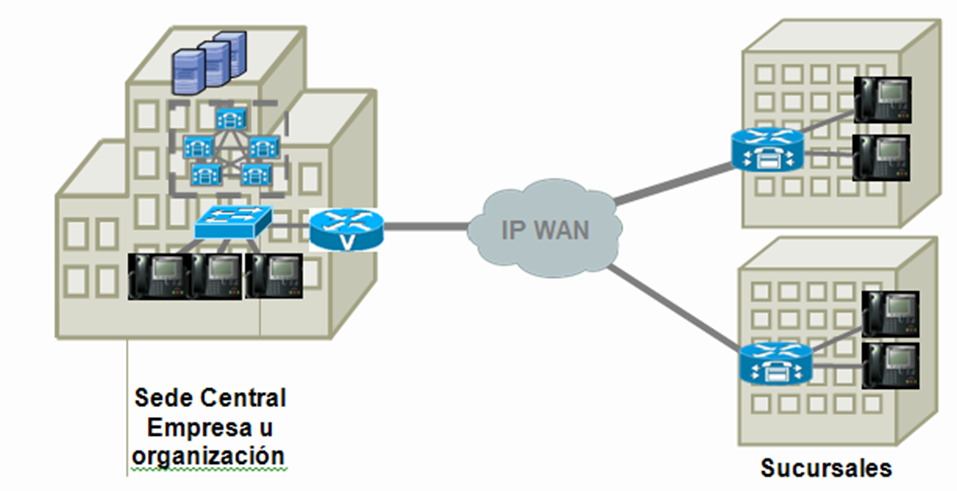 IP WAN
V
Sede Central
Empresa u
organización
Sucursales